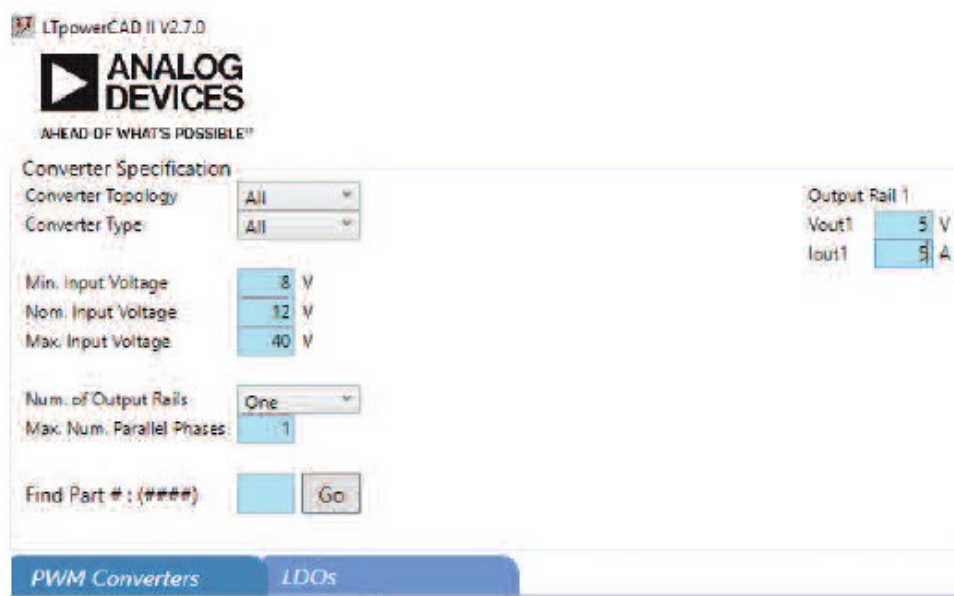 LTpowerCAD II V2.7.0
ANALOG
DEVICES
AHEAD OF WHAT'S POSSIBLE™
Converter Specification
Converter Topology All
Converter Type All
Output Rail 1
Vout1 5 V
Iout1 5 A
Min. Input Voltage 8 V
Nom. Input Voltage 12 V
Max. Input Voltage 40 V
Num. of Output Rails One
Max. Num. Parallel Phases 1
Find Part # : (####) Go
PWM Converters LDOs